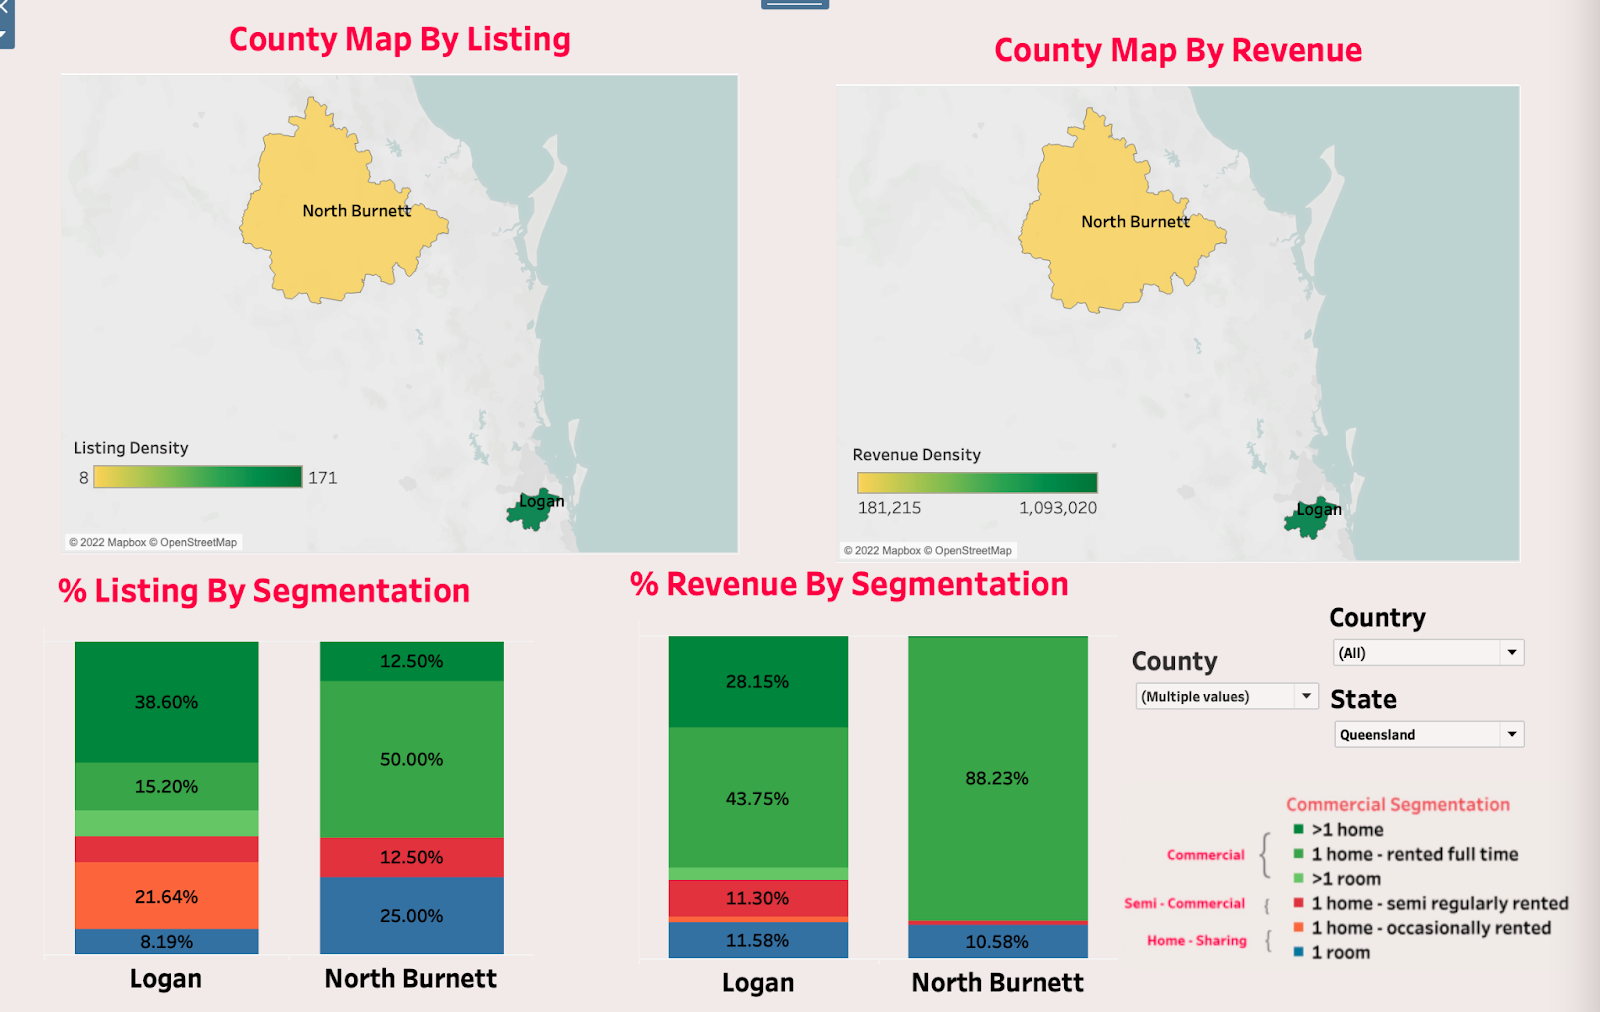 County Map By Listing
North Burnett
Listing Density
8
171
Logan
© 2022 Mapbox © OpenStreetMap
County Map By Revenue
North Burnett
Revenue Density
181,215
1,093,020
Logan
© 2022 Mapbox © OpenStreetMap
% Listing By Segmentation
38.60%
15.20%
21.64%
8.19%
Logan
12.50%
50.00%
12.50%
25.00%
North Burnett
% Revenue By Segmentation
28.15%
43.75%
11.30%
11.58%
Logan
88.23%
10.58%
North Burnett
County
(Multiple values)
Country
(All)
State
Queensland
Commercial Segmentation
Commercial
>1 home
1 home - rented full time
>1 room
Semi - Commercial
1 home - semi regularly rented
Home - Sharing
1 home - occasionally rented
1 room